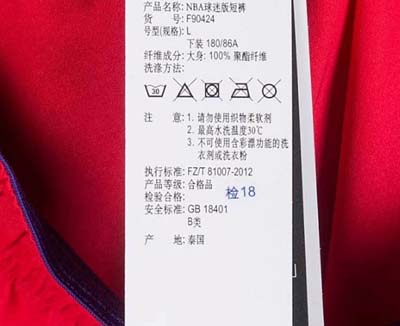 产品名称: NBA球迷版短裤
货 号: F90424
号型(规格): L
下装 180/86A
纤维成分: 大身: 100% 聚酯纤维
洗涤方法:
30
注 意: 1. 请勿使用织物柔软剂
2. 最高水洗温度30℃
3. 不可使用含彩漂功能的洗
衣剂或洗衣粉
执行标准: FZ/T 81007-2012
产品等级: 合格品
检验合格: 检18
安全标准: GB 18401
B类
产 地: 泰国